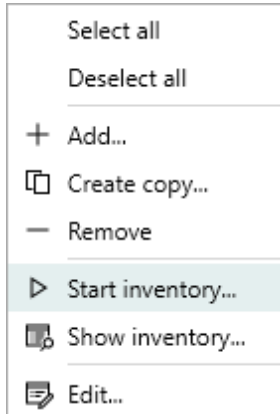 Select all
Deselect all
Add...
Create copy...
Remove
Start inventory...
Show inventory...
Edit...